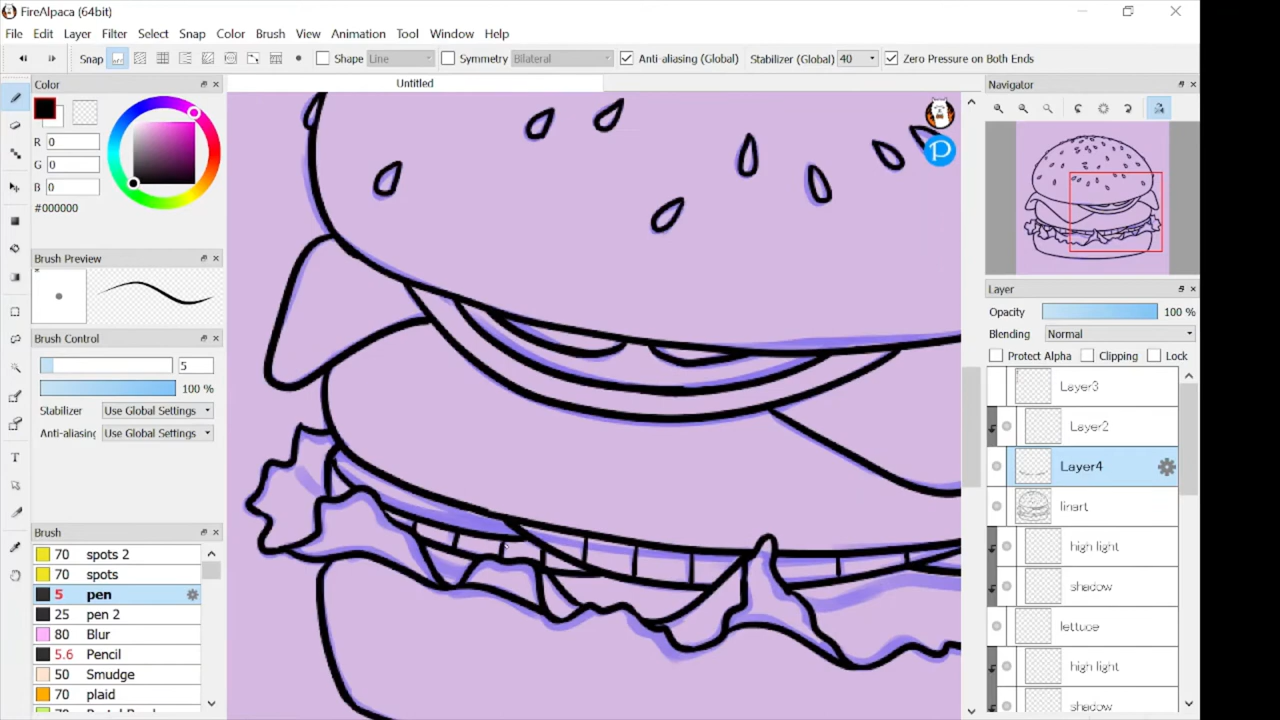 FireAlpaca (64bit)
File Edit Layer Filter Select Snap Color Brush View Animation Tool Window Help
Snap Shape Line Symmetry Bilateral Anti-aliasing (Global) Stabilizer (Global) 40 Zero Pressure on Both Ends
Color
Untitled
Navigator
R 0
G 0
B 0
#000000
Brush Preview
Brush Control
5
100 %
Stabilizer Use Global Settings
Anti-aliasing Use Global Settings
Brush
70 spots 2
70 spots
5 pen
25 pen 2
80 Blur
5.6 Pencil
50 Smudge
70 plaid
Layer
Opacity 100 %
Blending Normal
Protect Alpha Clipping Lock
Layer3
Layer2
Layer4
linart
high light
shadow
lettuce
high light
shadow